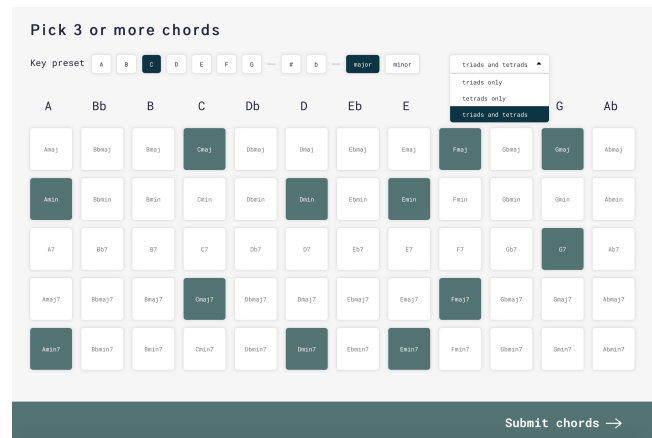 Pick 3 or more chords
Key preset A B C D E F G — # b — major minor triads and tetrads
triads only
tetrads only
triads and tetrads
A Bb B C Db D Eb E G Ab
Amaj Bbmaj Bmaj Cmaj Dbmaj Dmaj Ebmaj Emaj Fmaj Gbmaj Gmaj Abmaj
Amin Bbmin Bmin Cmin Dbmin Dmin Ebmin Emin Fmin Gbmin Gmin Abmin
A7 Bb7 B7 C7 Db7 D7 Eb7 E7 F7 Gb7 G7 Ab7
Amaj7 Bbmaj7 Bmaj7 Cmaj7 Dbmaj7 Dmaj7 Ebmaj7 Emaj7 Fmaj7 Gbmaj7 Gmaj7 Abmaj7
Amin7 Bbmin7 Bmin7 Cmin7 Dbmin7 Dmin7 Ebmin7 Emin7 Fmin7 Gbmin7 Gmin7 Abmin7
Submit chords →